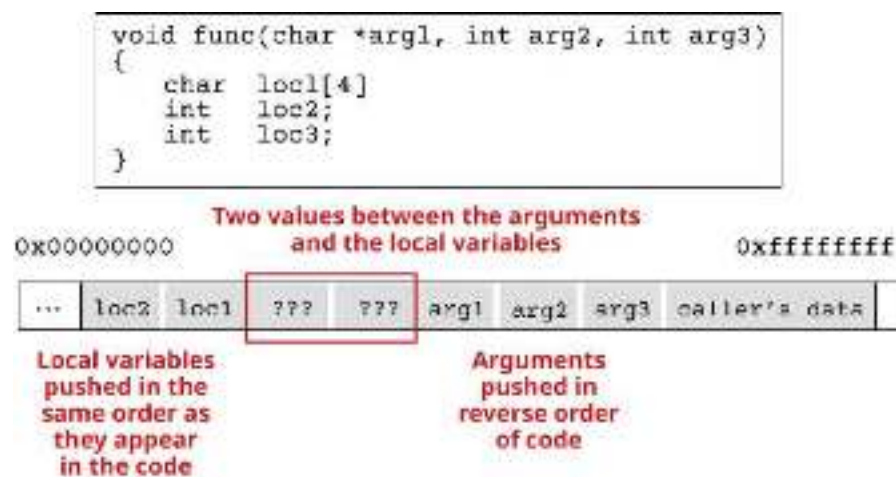 void func(char *arg1, int arg2, int arg3)
{
char loc1[4]
int loc2;
int loc3;
}
Two values between the arguments
and the local variables
0x00000000
0xffffffff
... loc2 loc1 ??? ??? arg1 arg2 arg3 caller's data
Local variables
pushed in the
same order as
they appear
in the code
Arguments
pushed in
reverse order
of code